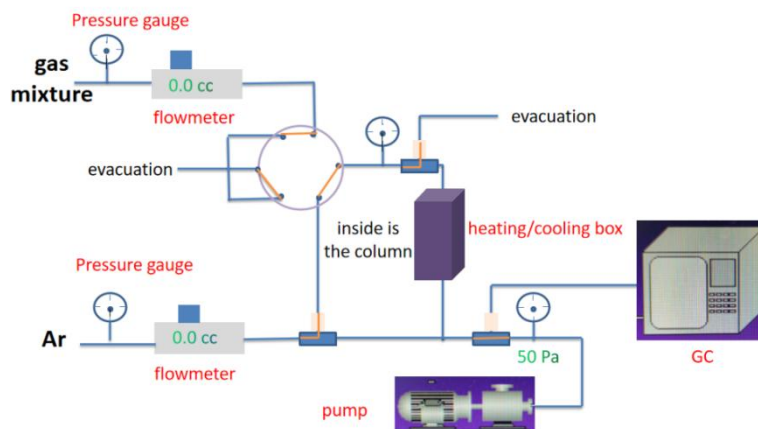 Pressure gauge
gas
mixture
0.0 cc
flowmeter
evacuation
evacuation
inside is
the column
heating/cooling box
Pressure gauge
Ar
0.0 cc
flowmeter
50 Pa
GC
pump